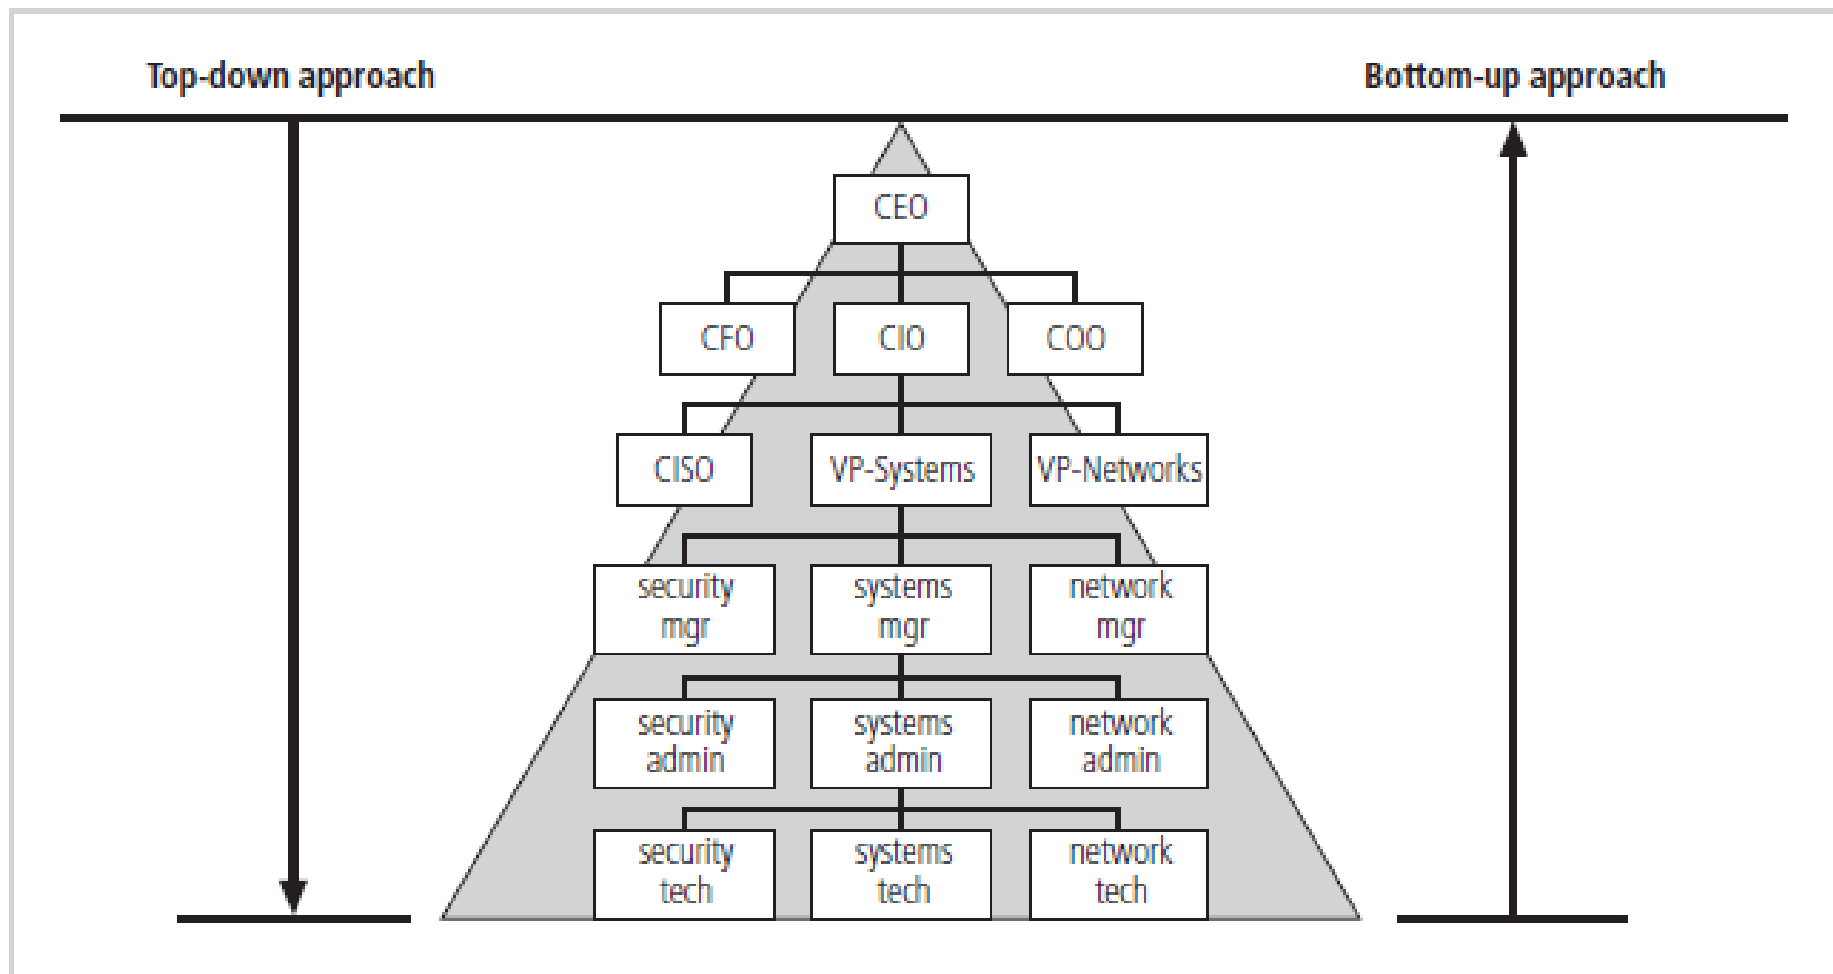 Top-down approach
Bottom-up approach
CEO
CFO
CIO
COO
CISO
VP-Systems
VP-Networks
security
mgr
systems
mgr
network
mgr
security
admin
systems
admin
network
admin
security
tech
systems
tech
network
tech